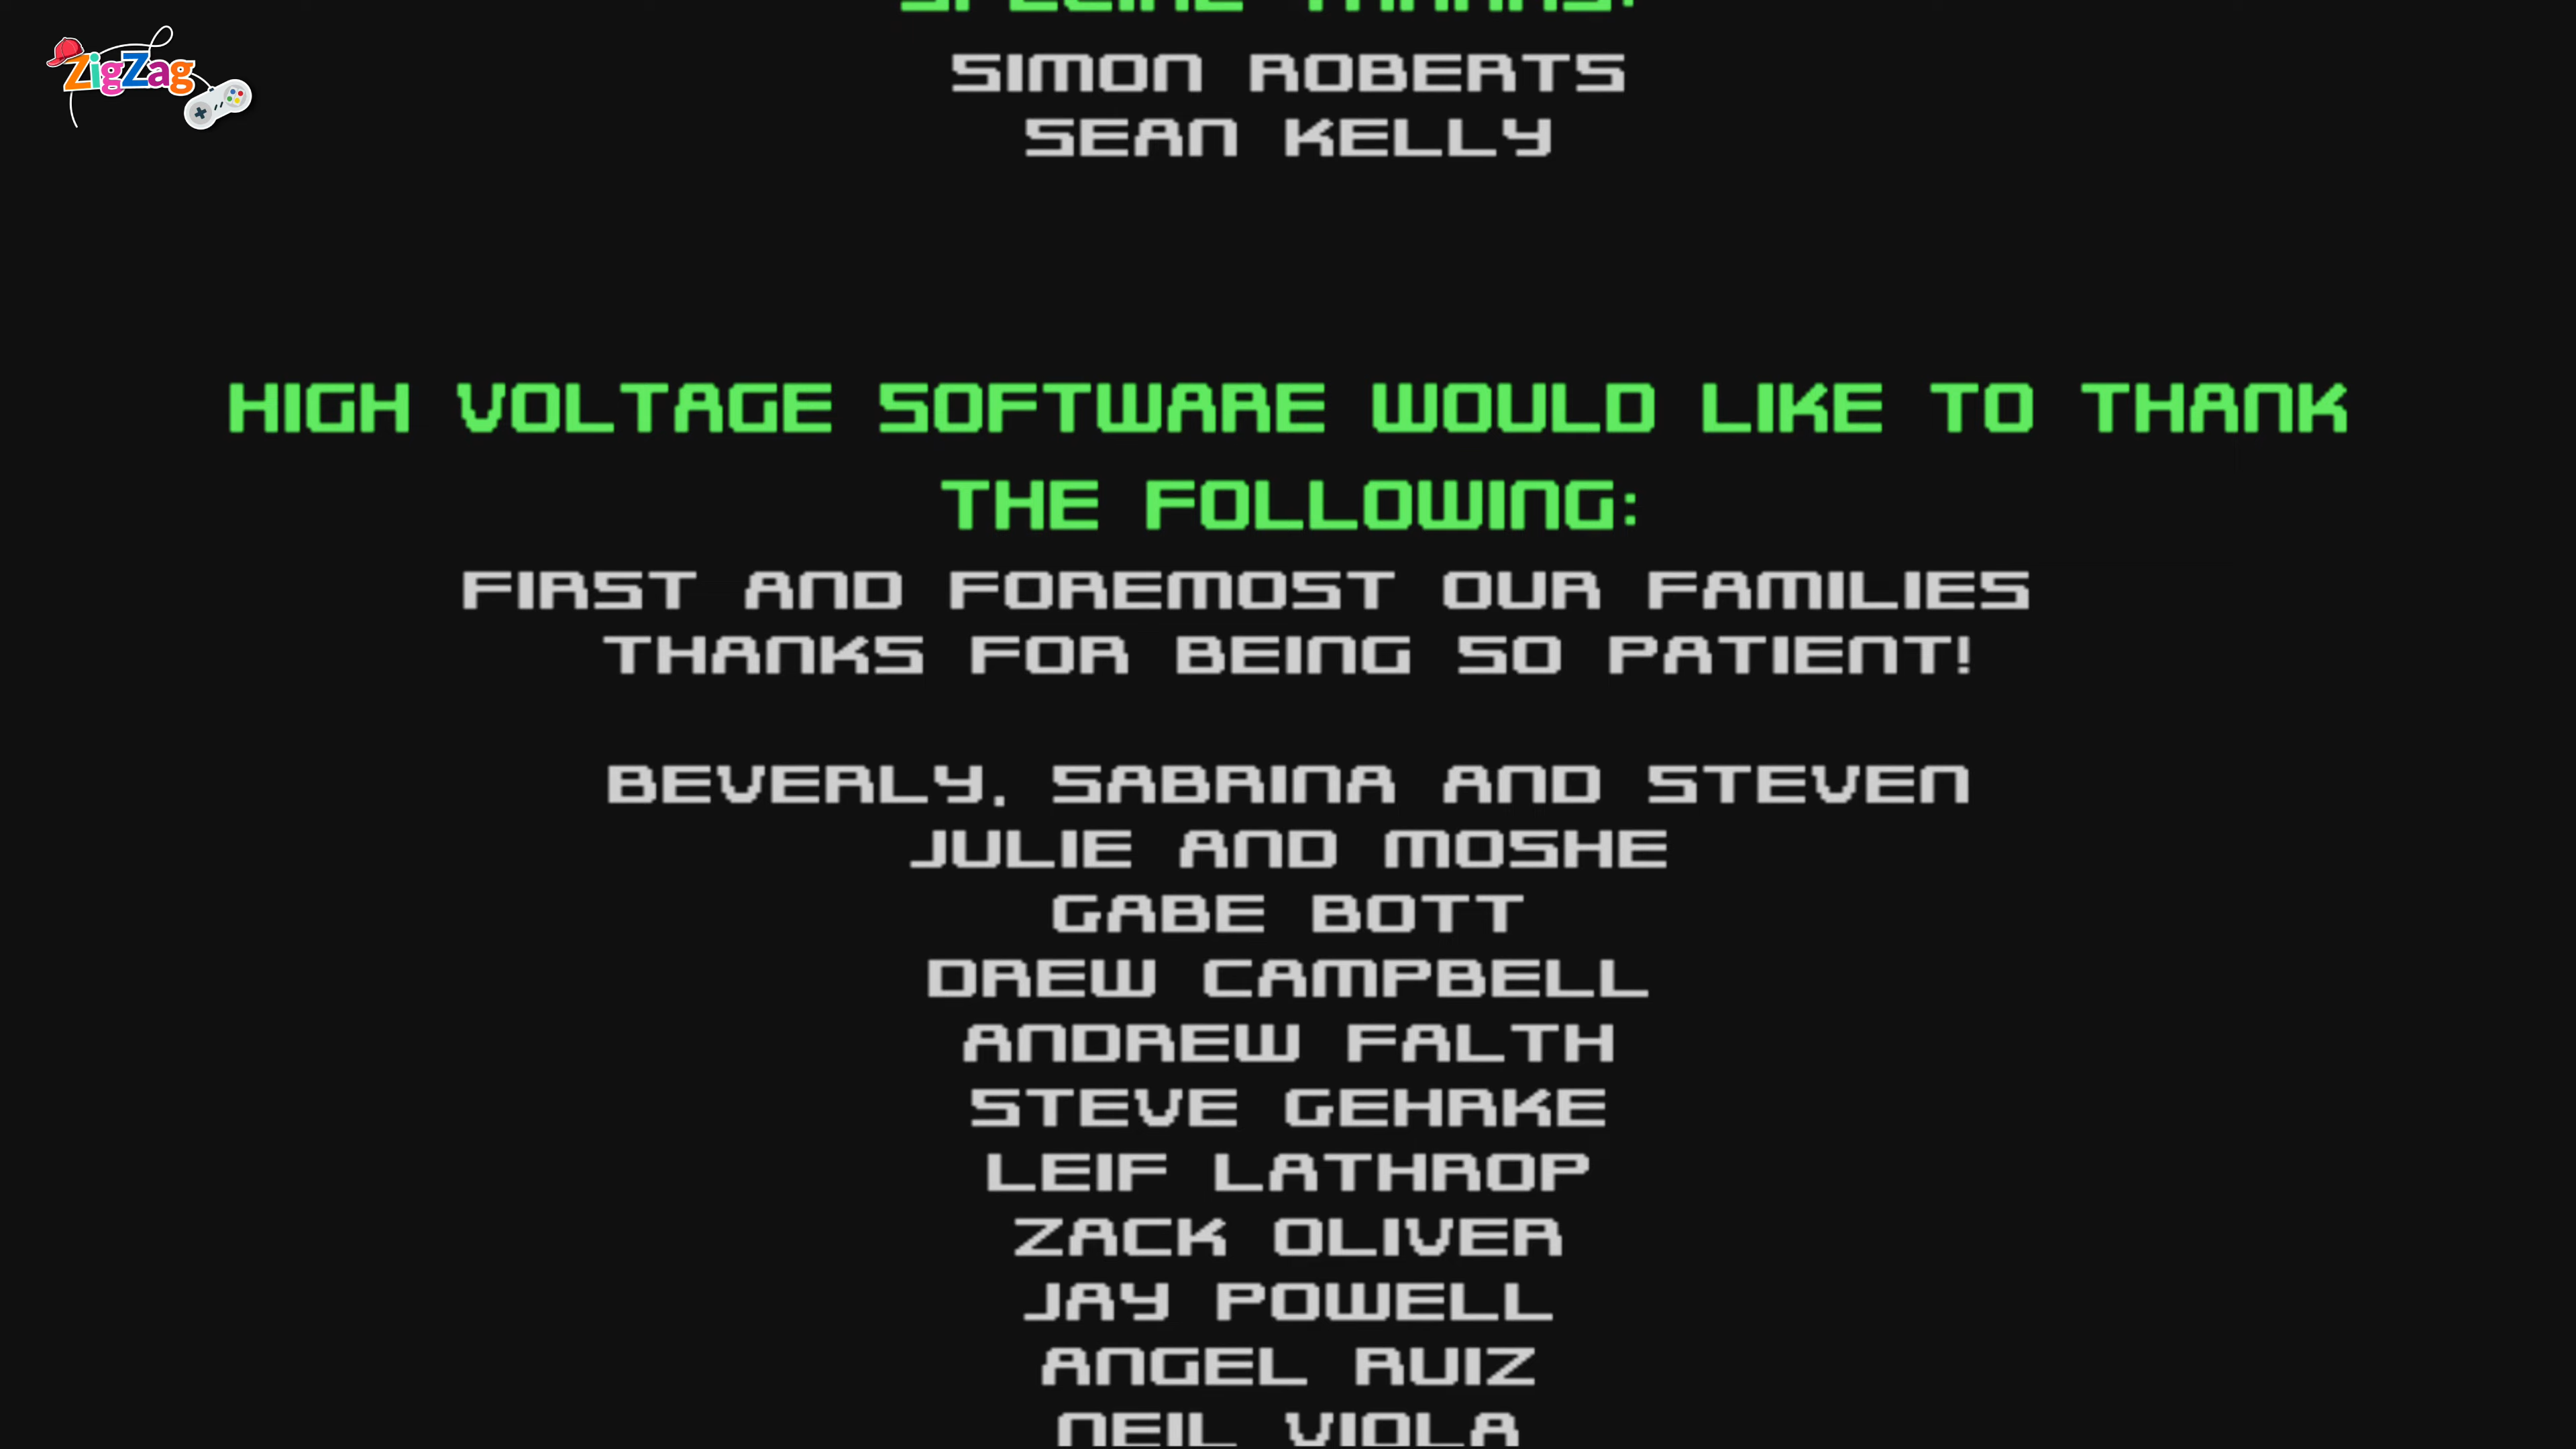 ZigZag
SPECIAL THANKS:
SIMON ROBERTS
SEAN KELLY
HIGH VOLTAGE SOFTWARE WOULD LIKE TO THANK
THE FOLLOWING:
FIRST AND FOREMOST OUR FAMILIES
THANKS FOR BEING SO PATIENT!
BEVERLY, SABRINA AND STEVEN
JULIE AND MOSHE
GABE BOTT
DREW CAMPBELL
ANDREW FALTH
STEVE GEHRKE
LEIF LATHROP
ZACK OLIVER
JAY POWELL
ANGEL RUIZ
NEIL VIOLA